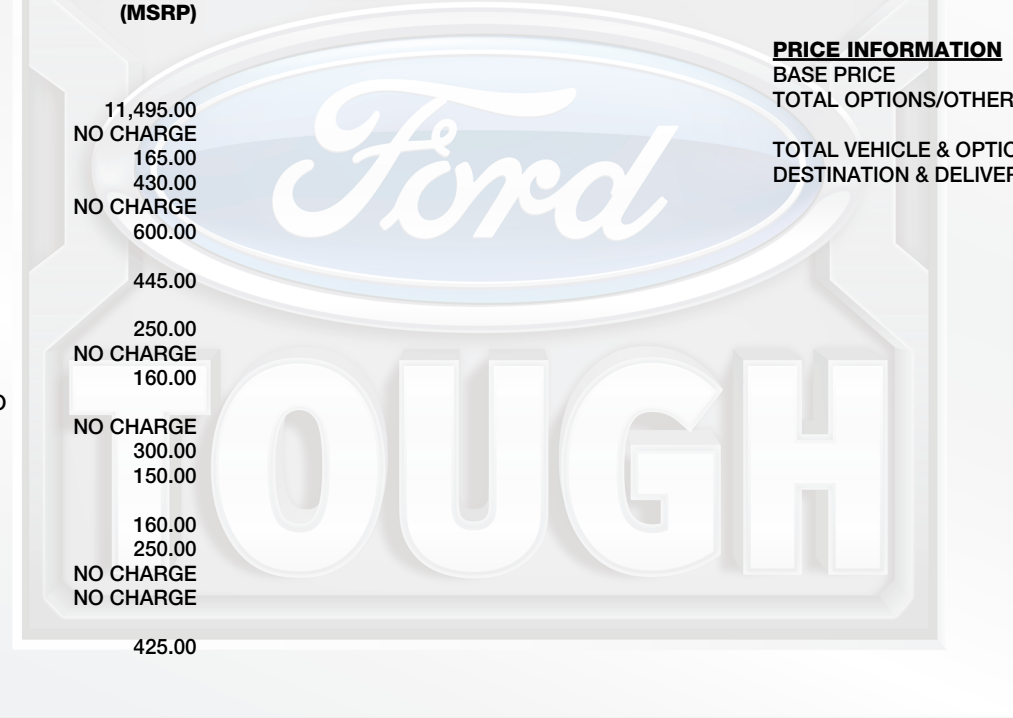 (MSRP)
11,495.00
NO CHARGE
165.00
430.00
NO CHARGE
600.00
445.00
250.00
NO CHARGE
160.00
NO CHARGE
300.00
150.00
160.00
250.00
NO CHARGE
NO CHARGE
425.00
PRICE INFORMATION
BASE PRICE
TOTAL OPTIONS/OTHER
TOTAL VEHICLE & OPTIO
DESTINATION & DELIVER
Ford
TOUGH